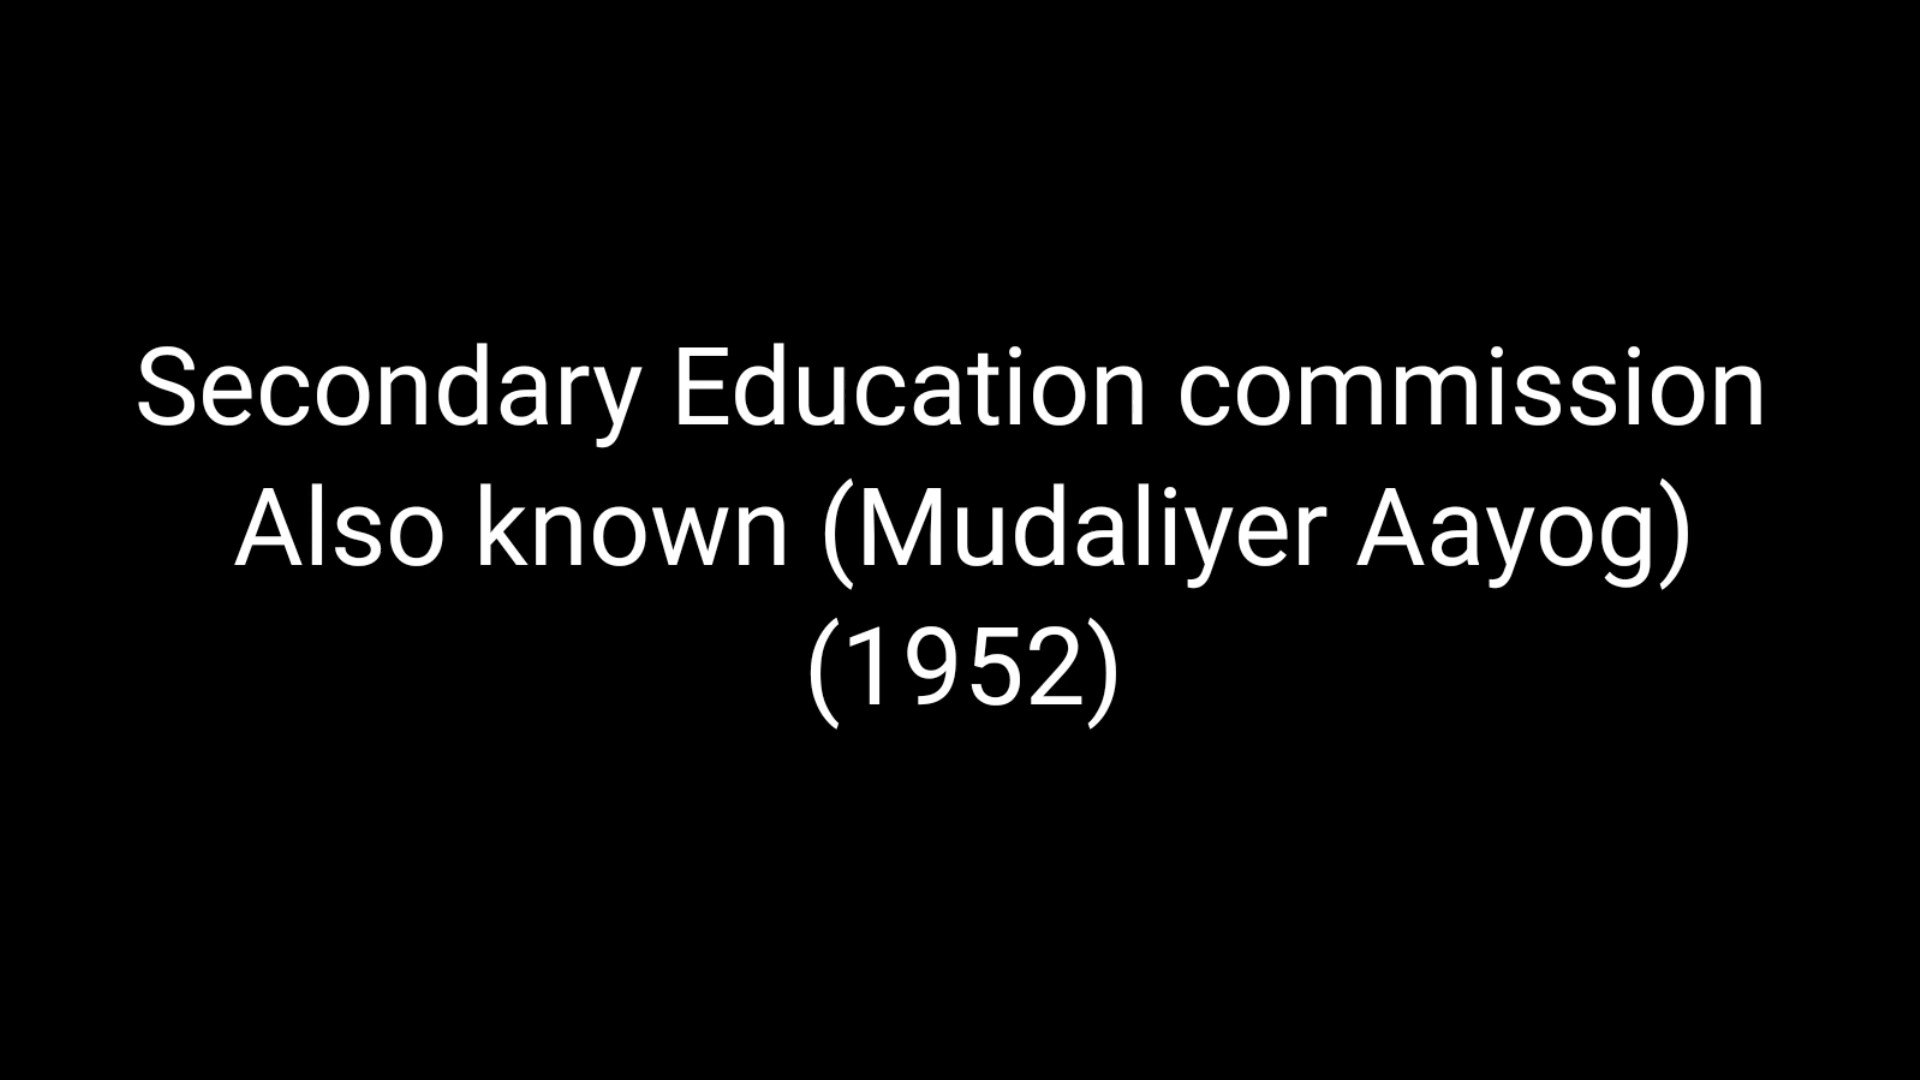 Secondary Education commission
Also known (Mudaliyer Aayog)
(1952)